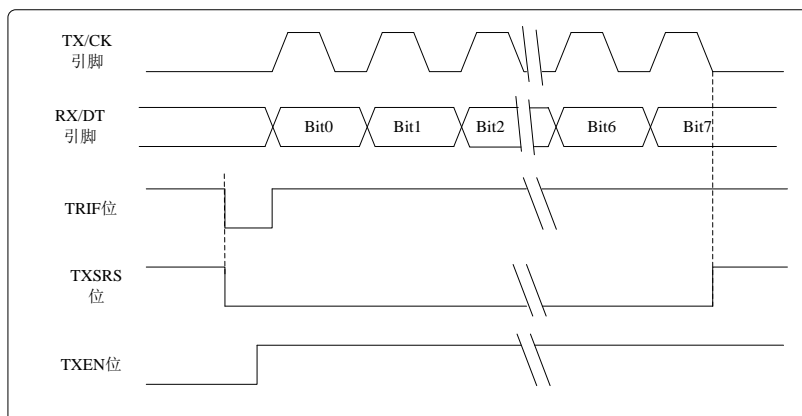 TX/CK
引脚
RX/DT
引脚
Bit0
Bit1
Bit2
Bit6
Bit7
TRIF位
TXSRS
位
TXEN位